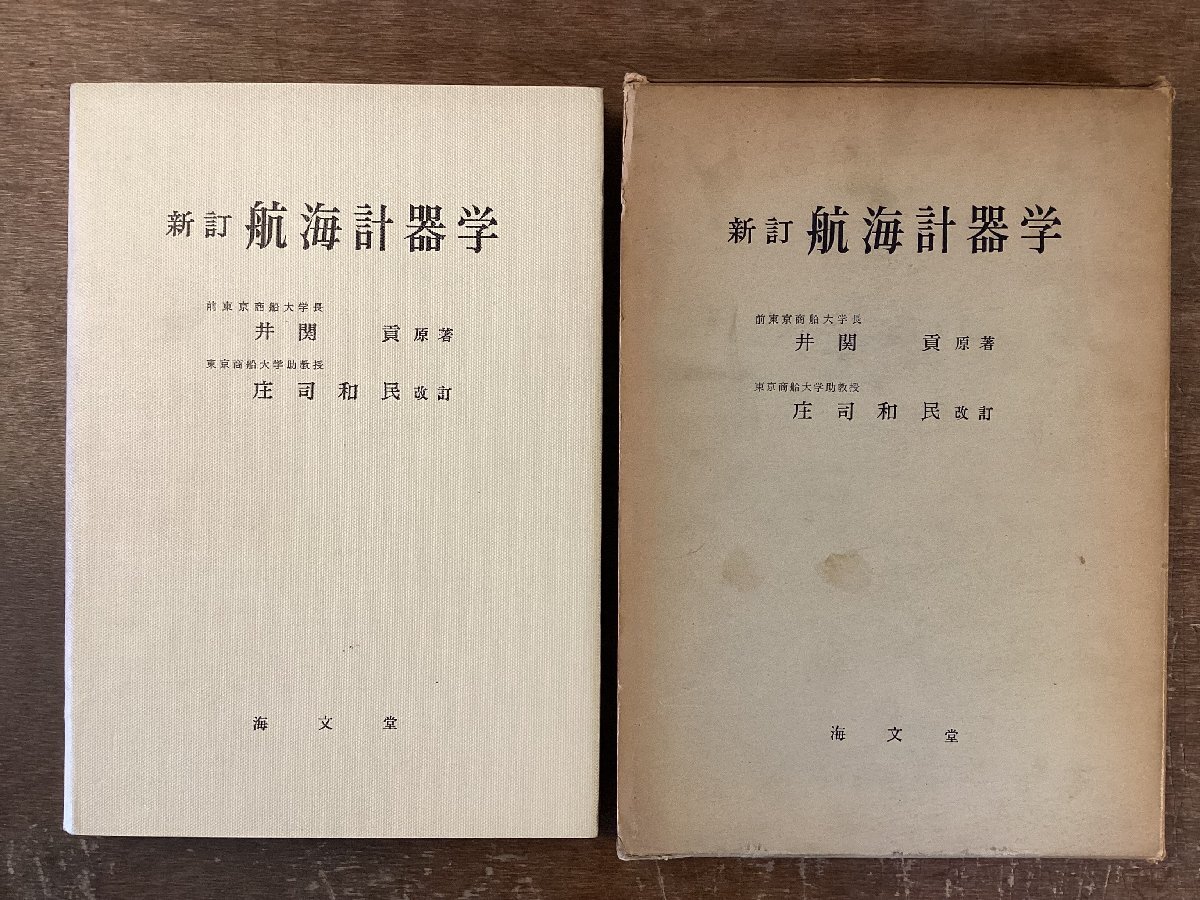 新訂 航海計器学
前東京商船大学長
井関 貢 原著
東京商船大学助教授
庄司和民 改訂
海文堂
新訂 航海計器学
前東京商船大学長
井関 貢 原著
東京商船大学助教授
庄司和民 改訂
海文堂